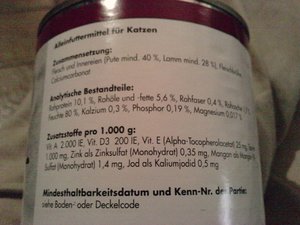 Alleinfuttermittel für Katzen
Zusammensetzung:
Fleisch und Innereien (Pute mind. 40 %, Lamm mind. 28 %), Fleischbrühe,
Calciumcarbonat
Analytische Bestandteile:
Rohprotein 10,1 %, Rohöle und -fette 5,6 %, Rohfaser 0,4 %,
Feuchte 80 %, Kalzium 0,3 %, Phosphor 0,19 %, Magnesium 0,017 %
Zusatzstoffe pro 1.000 g:
Vit. A 2.000 IE, Vit. D3 200 IE, Vit. E (Alpha-Tocopherolacetat) 25 mg,
1.000 mg, Zink als Zinksulfat (Monohydrat) 0,35 mg, Mangan als
Sulfat (Monohydrat) 1,4 mg, Jod als Kaliumjodid 0,5 mg
Mindesthaltbarkeitsdatum und Kenn-Nr. der Partie:
siehe Boden- oder Deckelcode